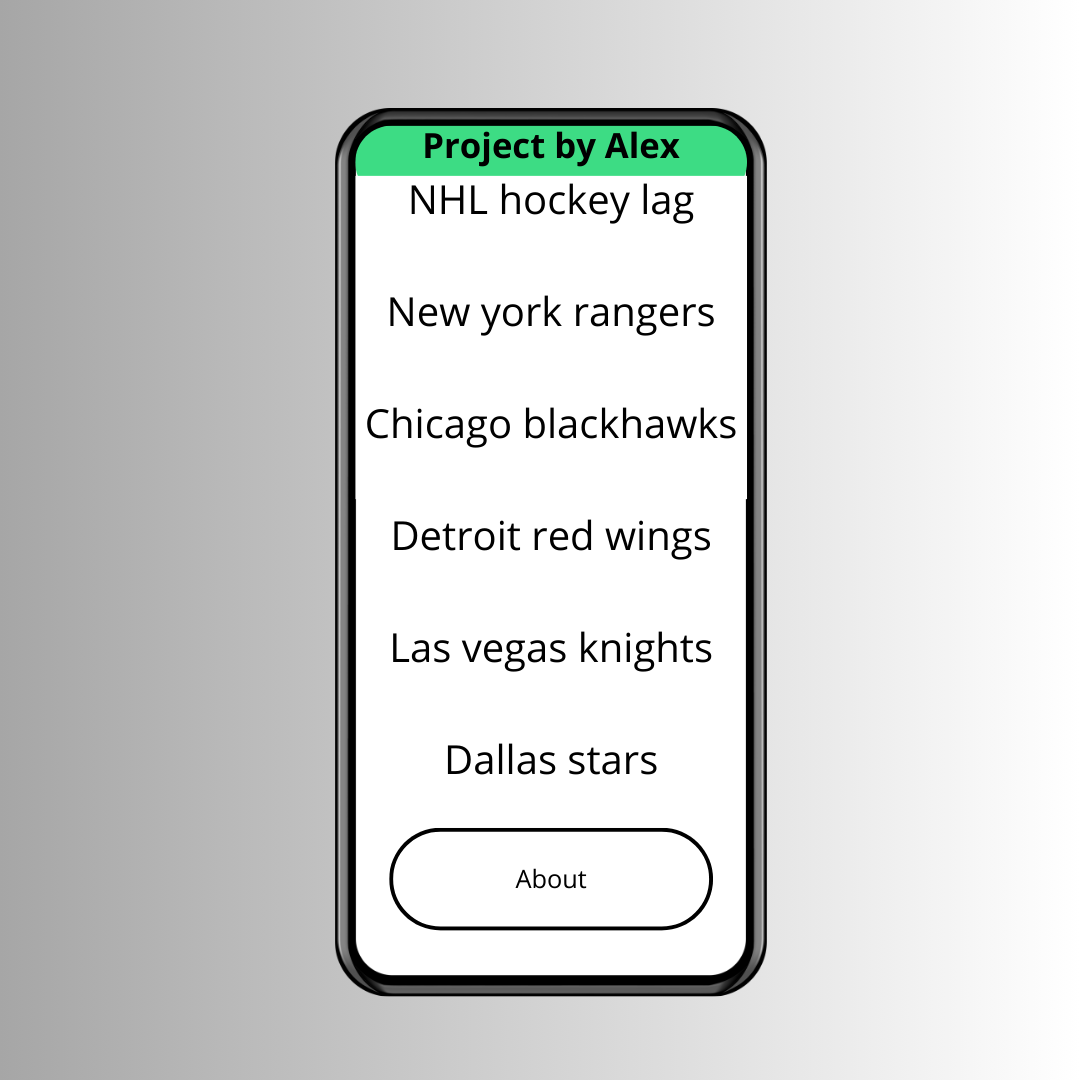 Project by Alex
NHL hockey lag
New york rangers
Chicago blackhawks
Detroit red wings
Las vegas knights
Dallas stars
About